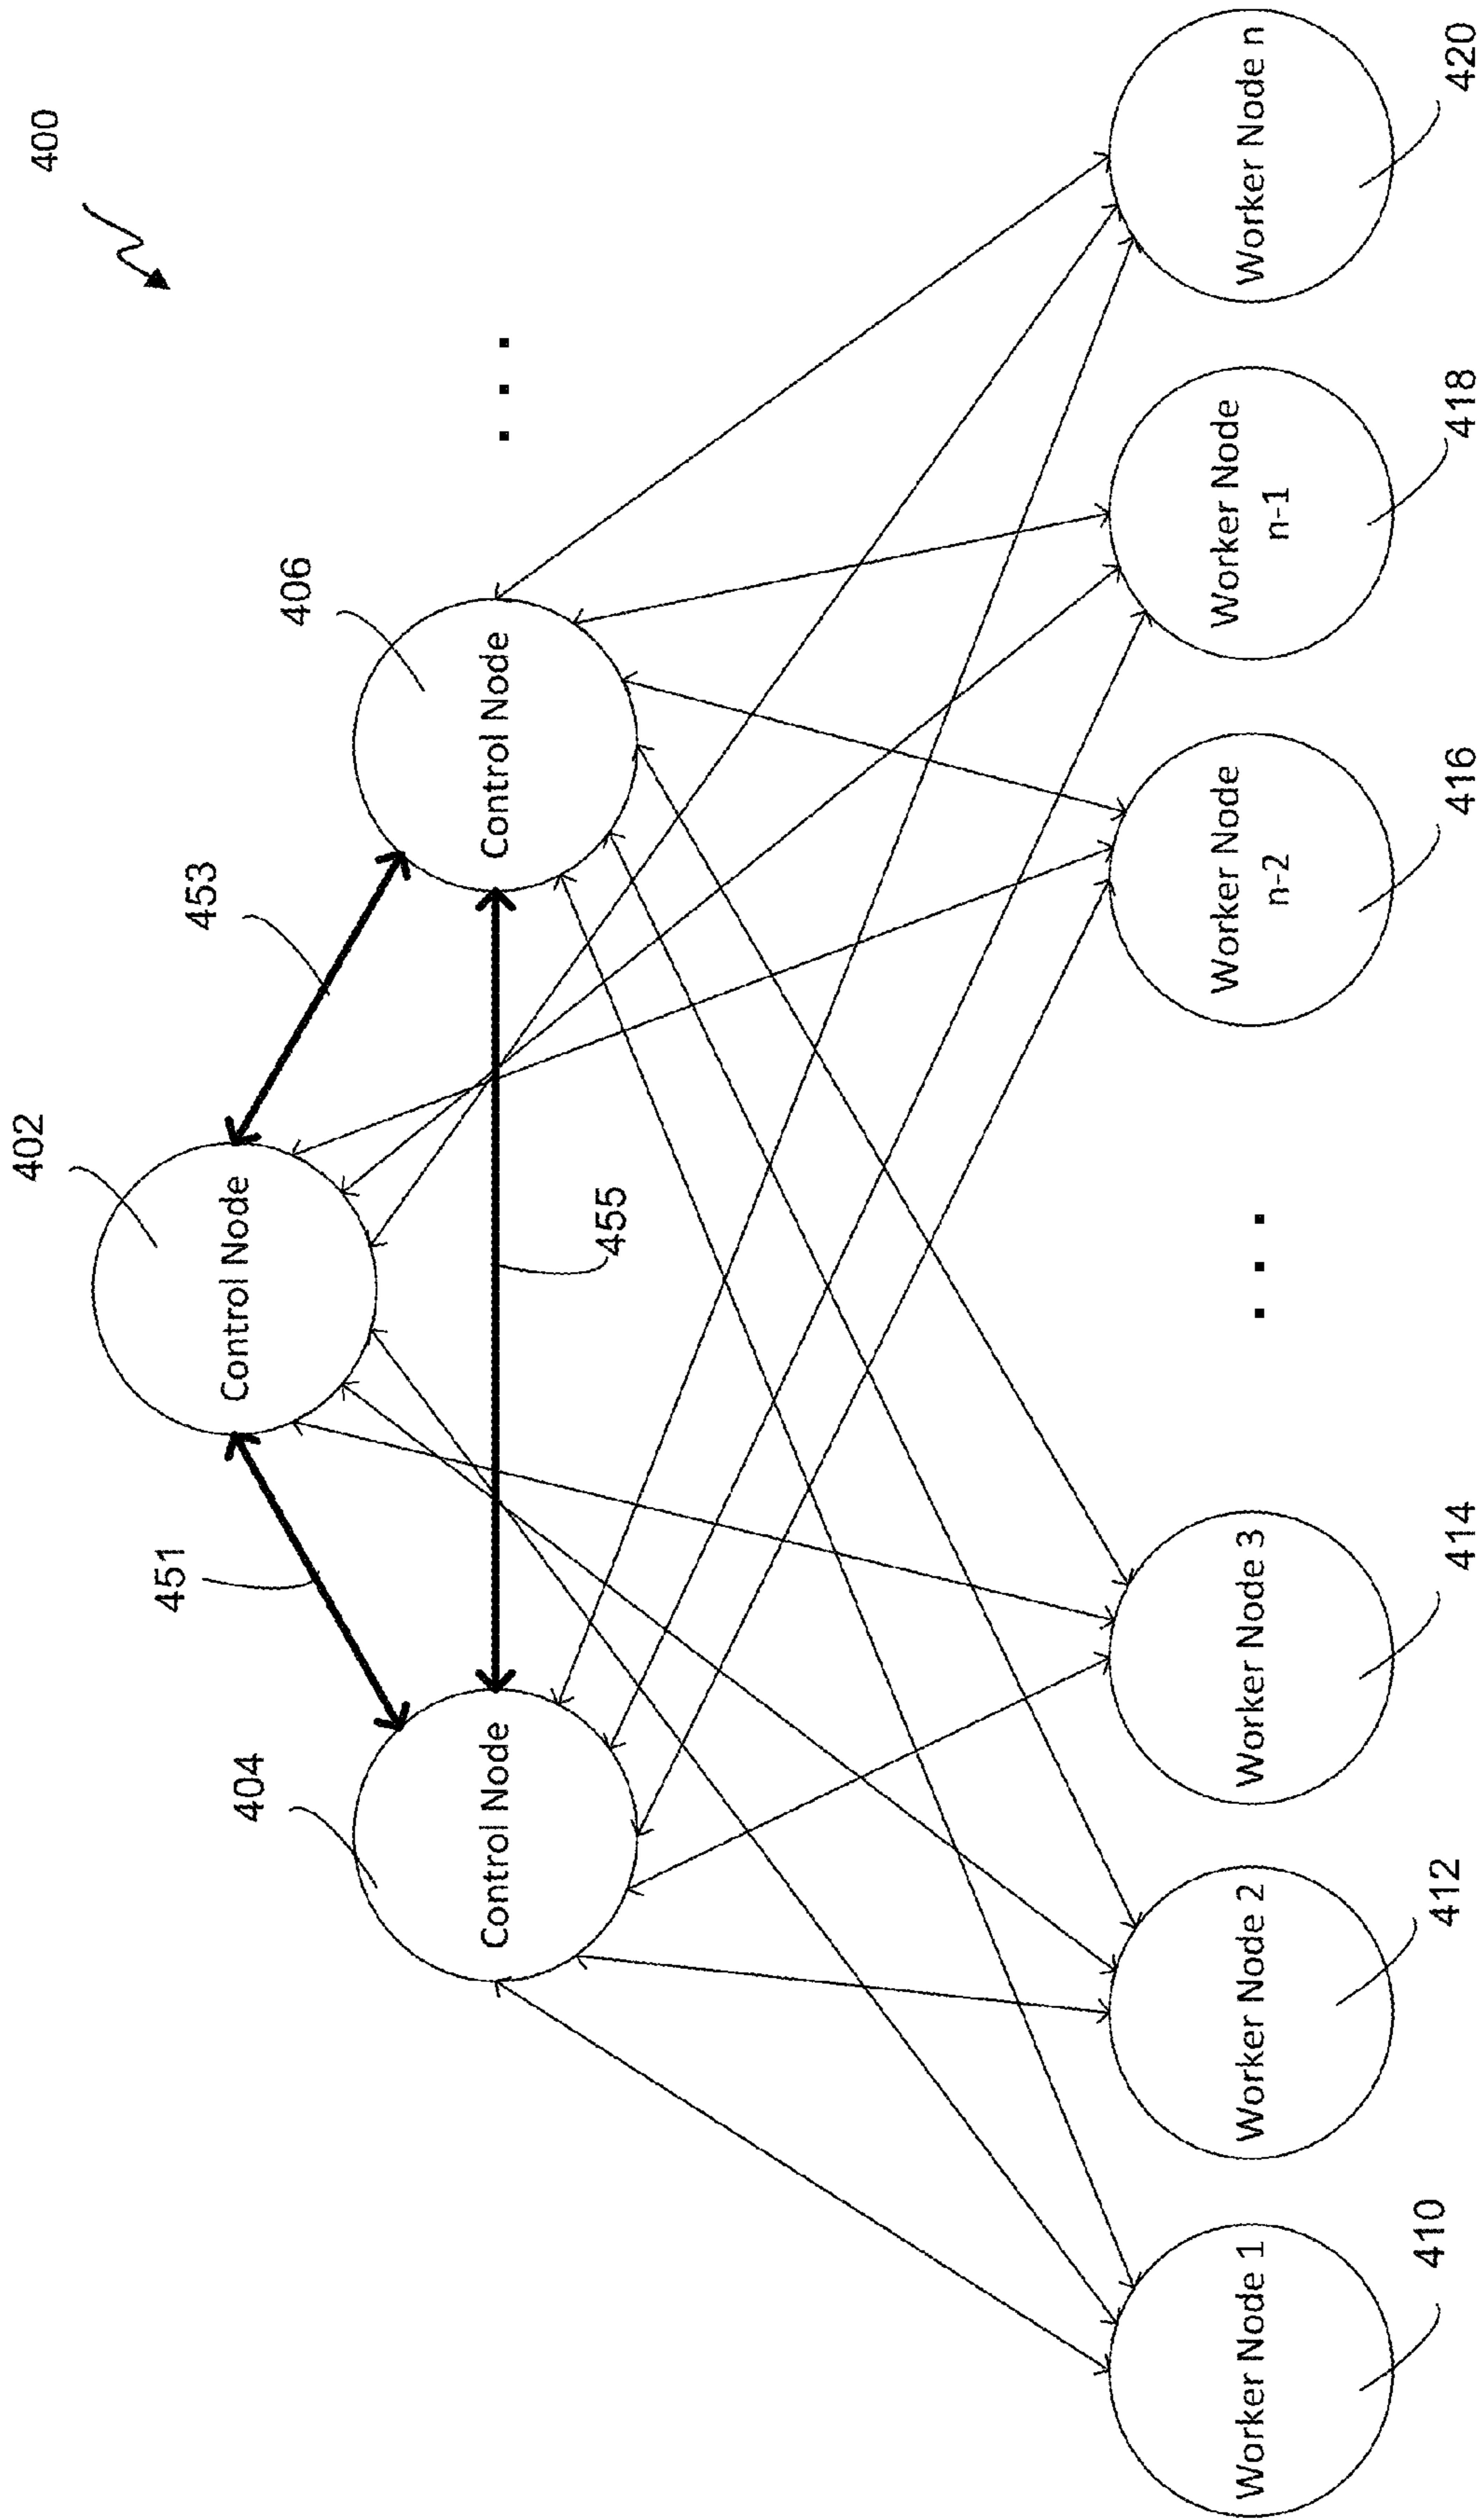 400
402
Control Node
451
453
404
Control Node
406
Control Node
. . .
455
Worker Node 1
Worker Node 2
Worker Node 3
. . .
Worker Node
n-2
Worker Node
n-1
Worker Node n
410
412
414
416
418
420